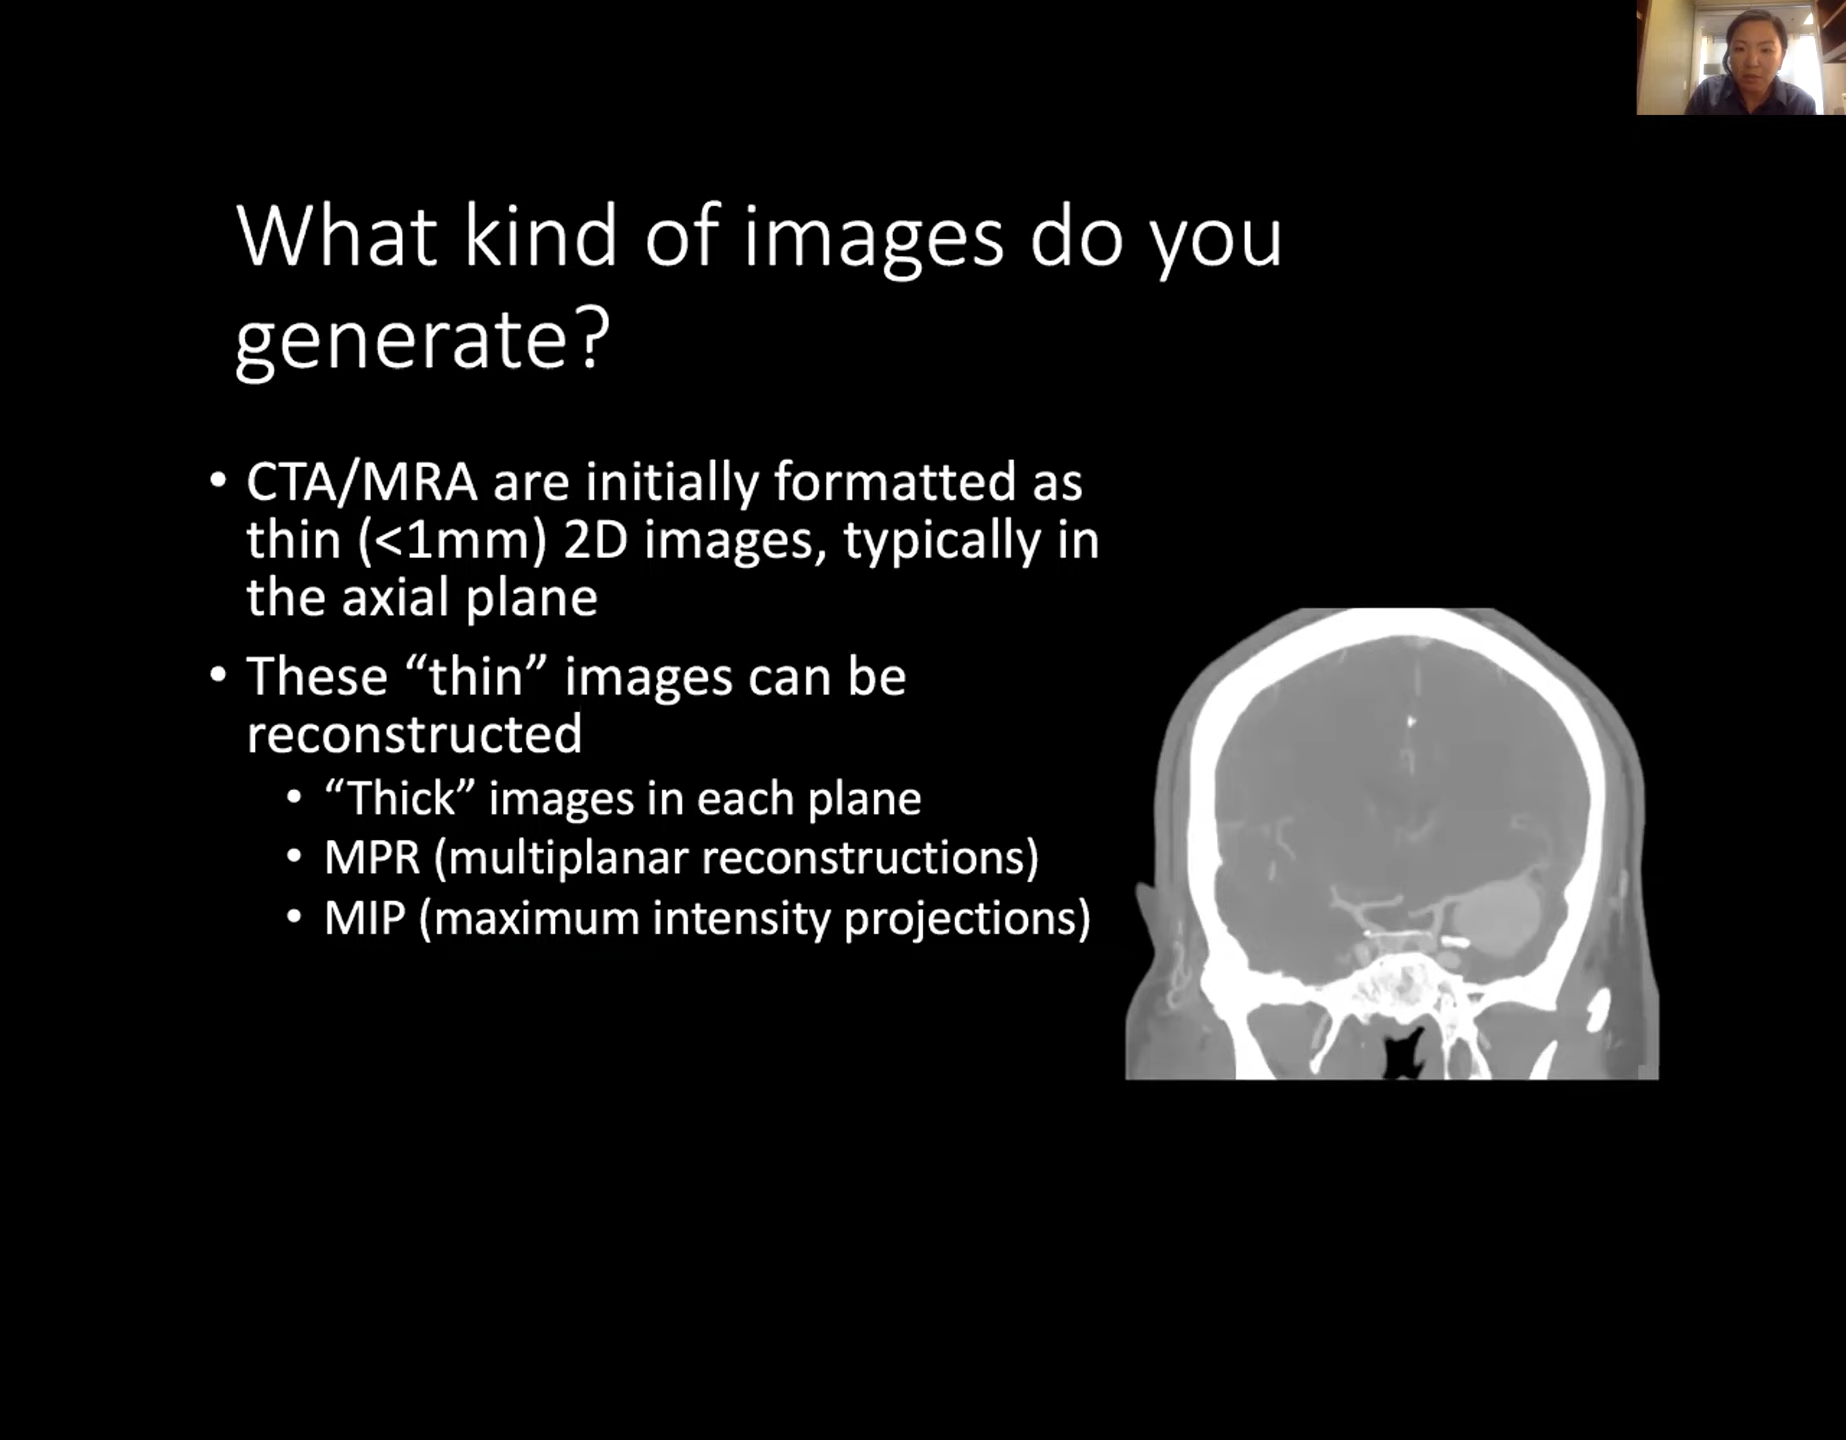 What kind of images do you
generate?
• CTA/MRA are initially formatted as
thin (<1mm) 2D images, typically in
the axial plane
• These “thin” images can be
reconstructed
• “Thick” images in each plane
• MPR (multiplanar reconstructions)
• MIP (maximum intensity projections)